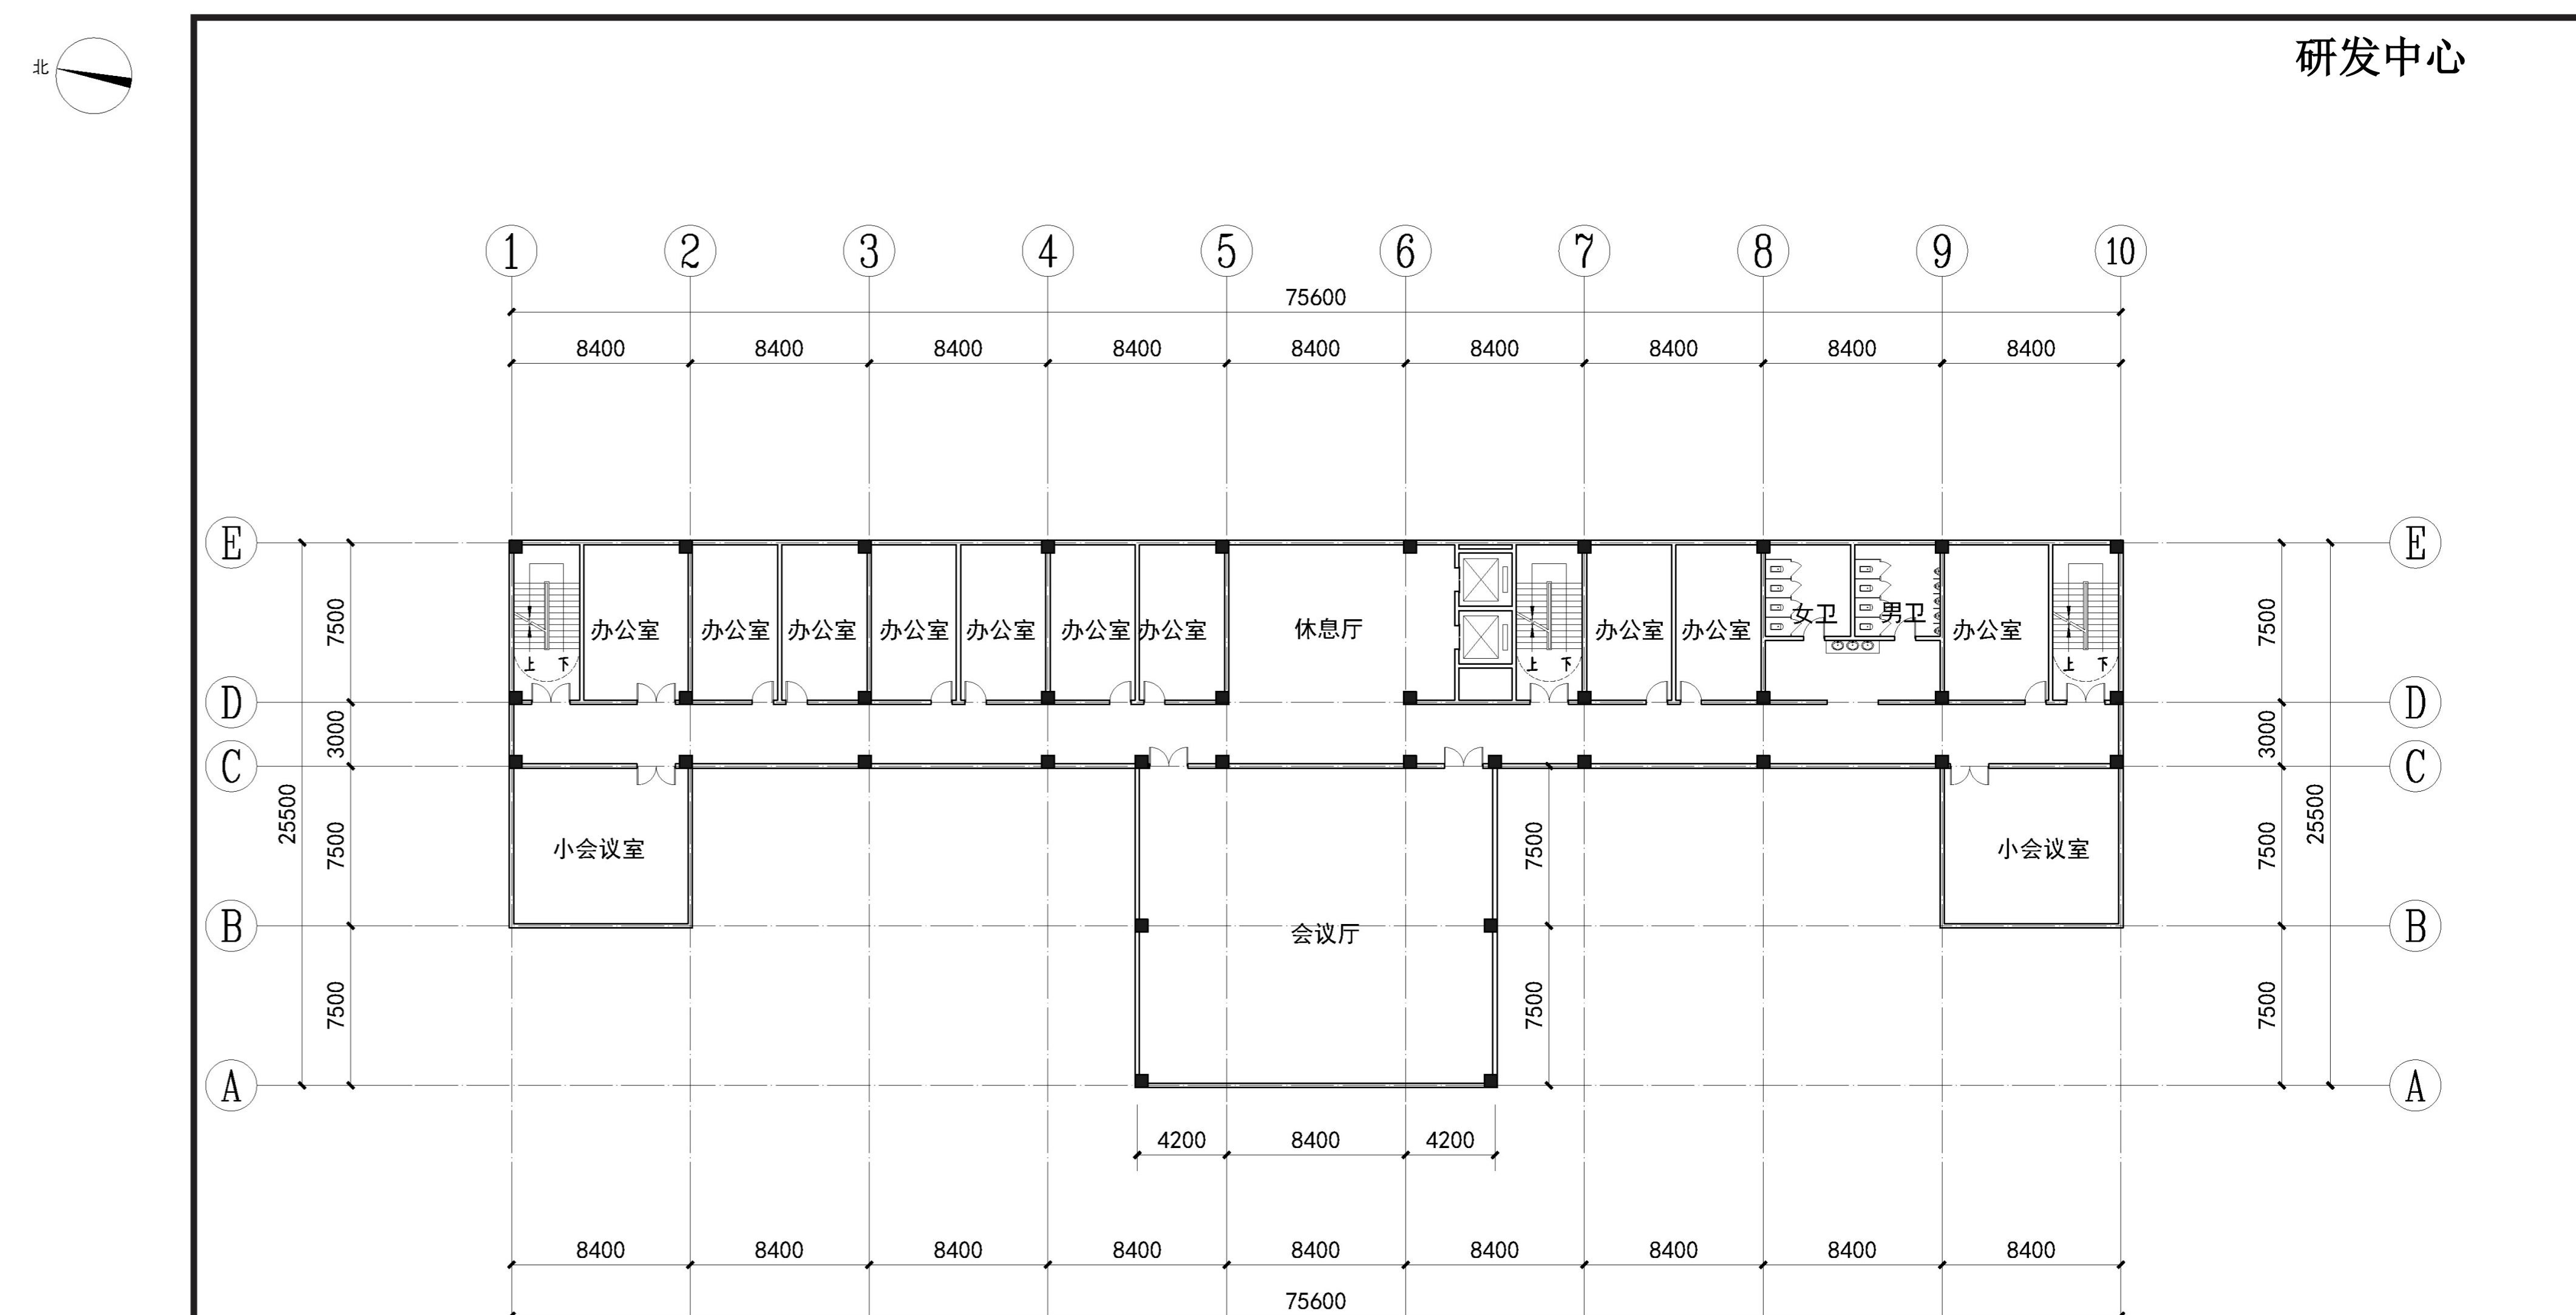 北
研发中心
1 2 3 4 5 6 7 8 9 10
75600
8400 8400 8400 8400 8400 8400 8400 8400 8400
E E
7500 7500
办公室 办公室 办公室 办公室 办公室 办公室 办公室 休息厅 办公室 办公室 女卫 男卫 办公室
上 下 上 下 上 下
D D
3000 3000
C C
25500 25500
7500 7500 7500
小会议室 小会议室
B B
会议厅
7500 7500 7500
A A
4200 8400 4200
8400 8400 8400 8400 8400 8400 8400 8400 8400
75600